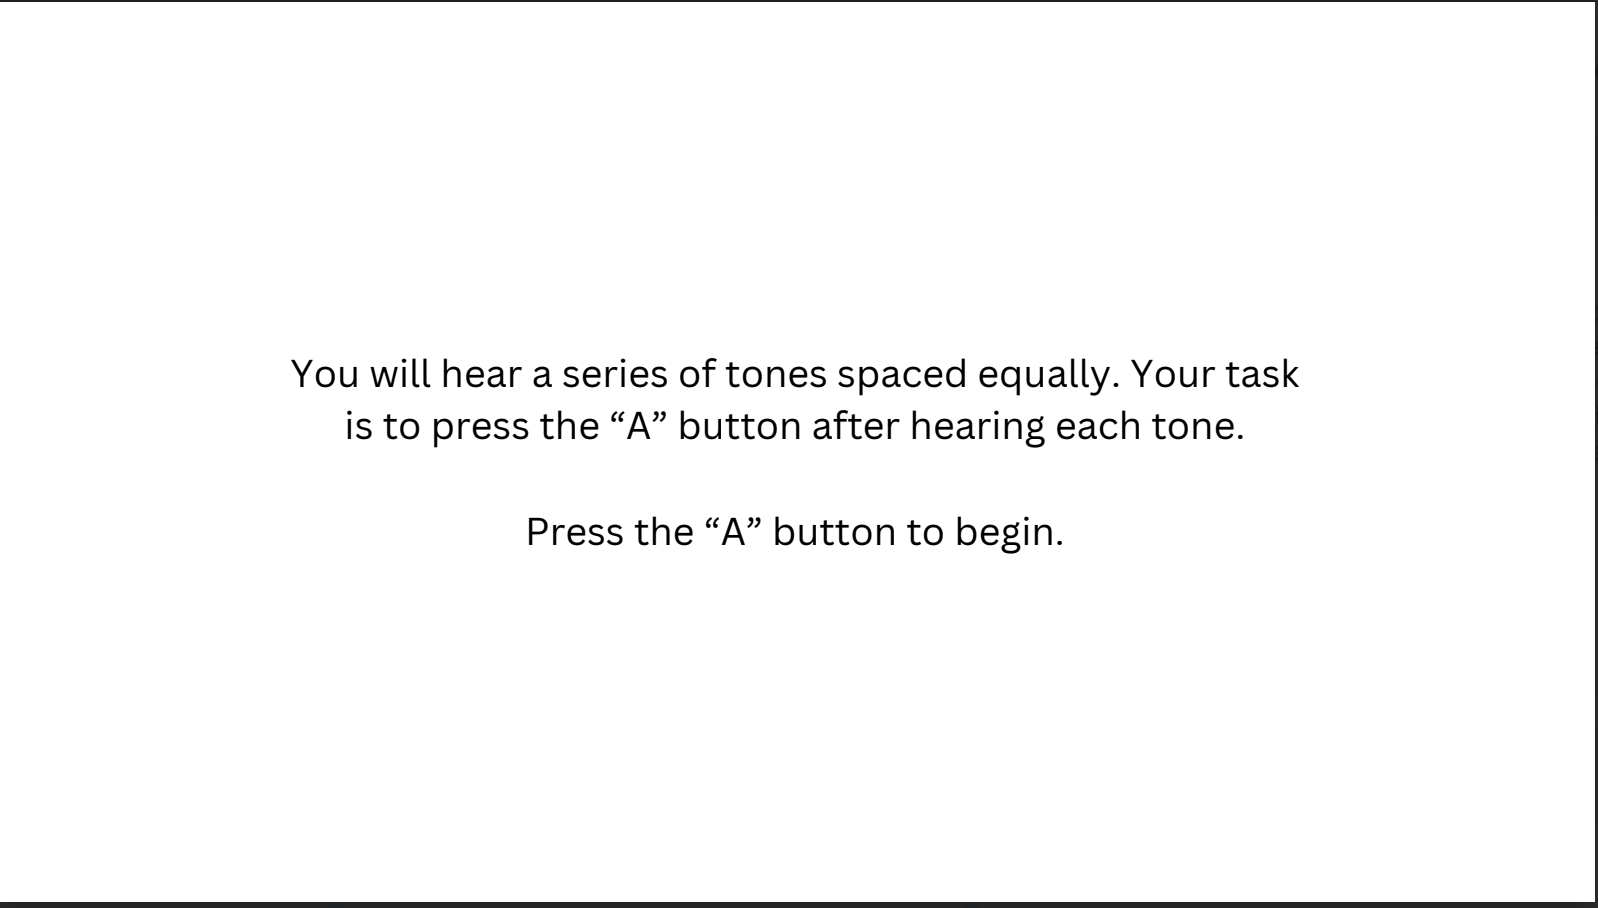 You will hear a series of tones spaced equally. Your task
is to press the “A” button after hearing each tone.
Press the “A” button to begin.